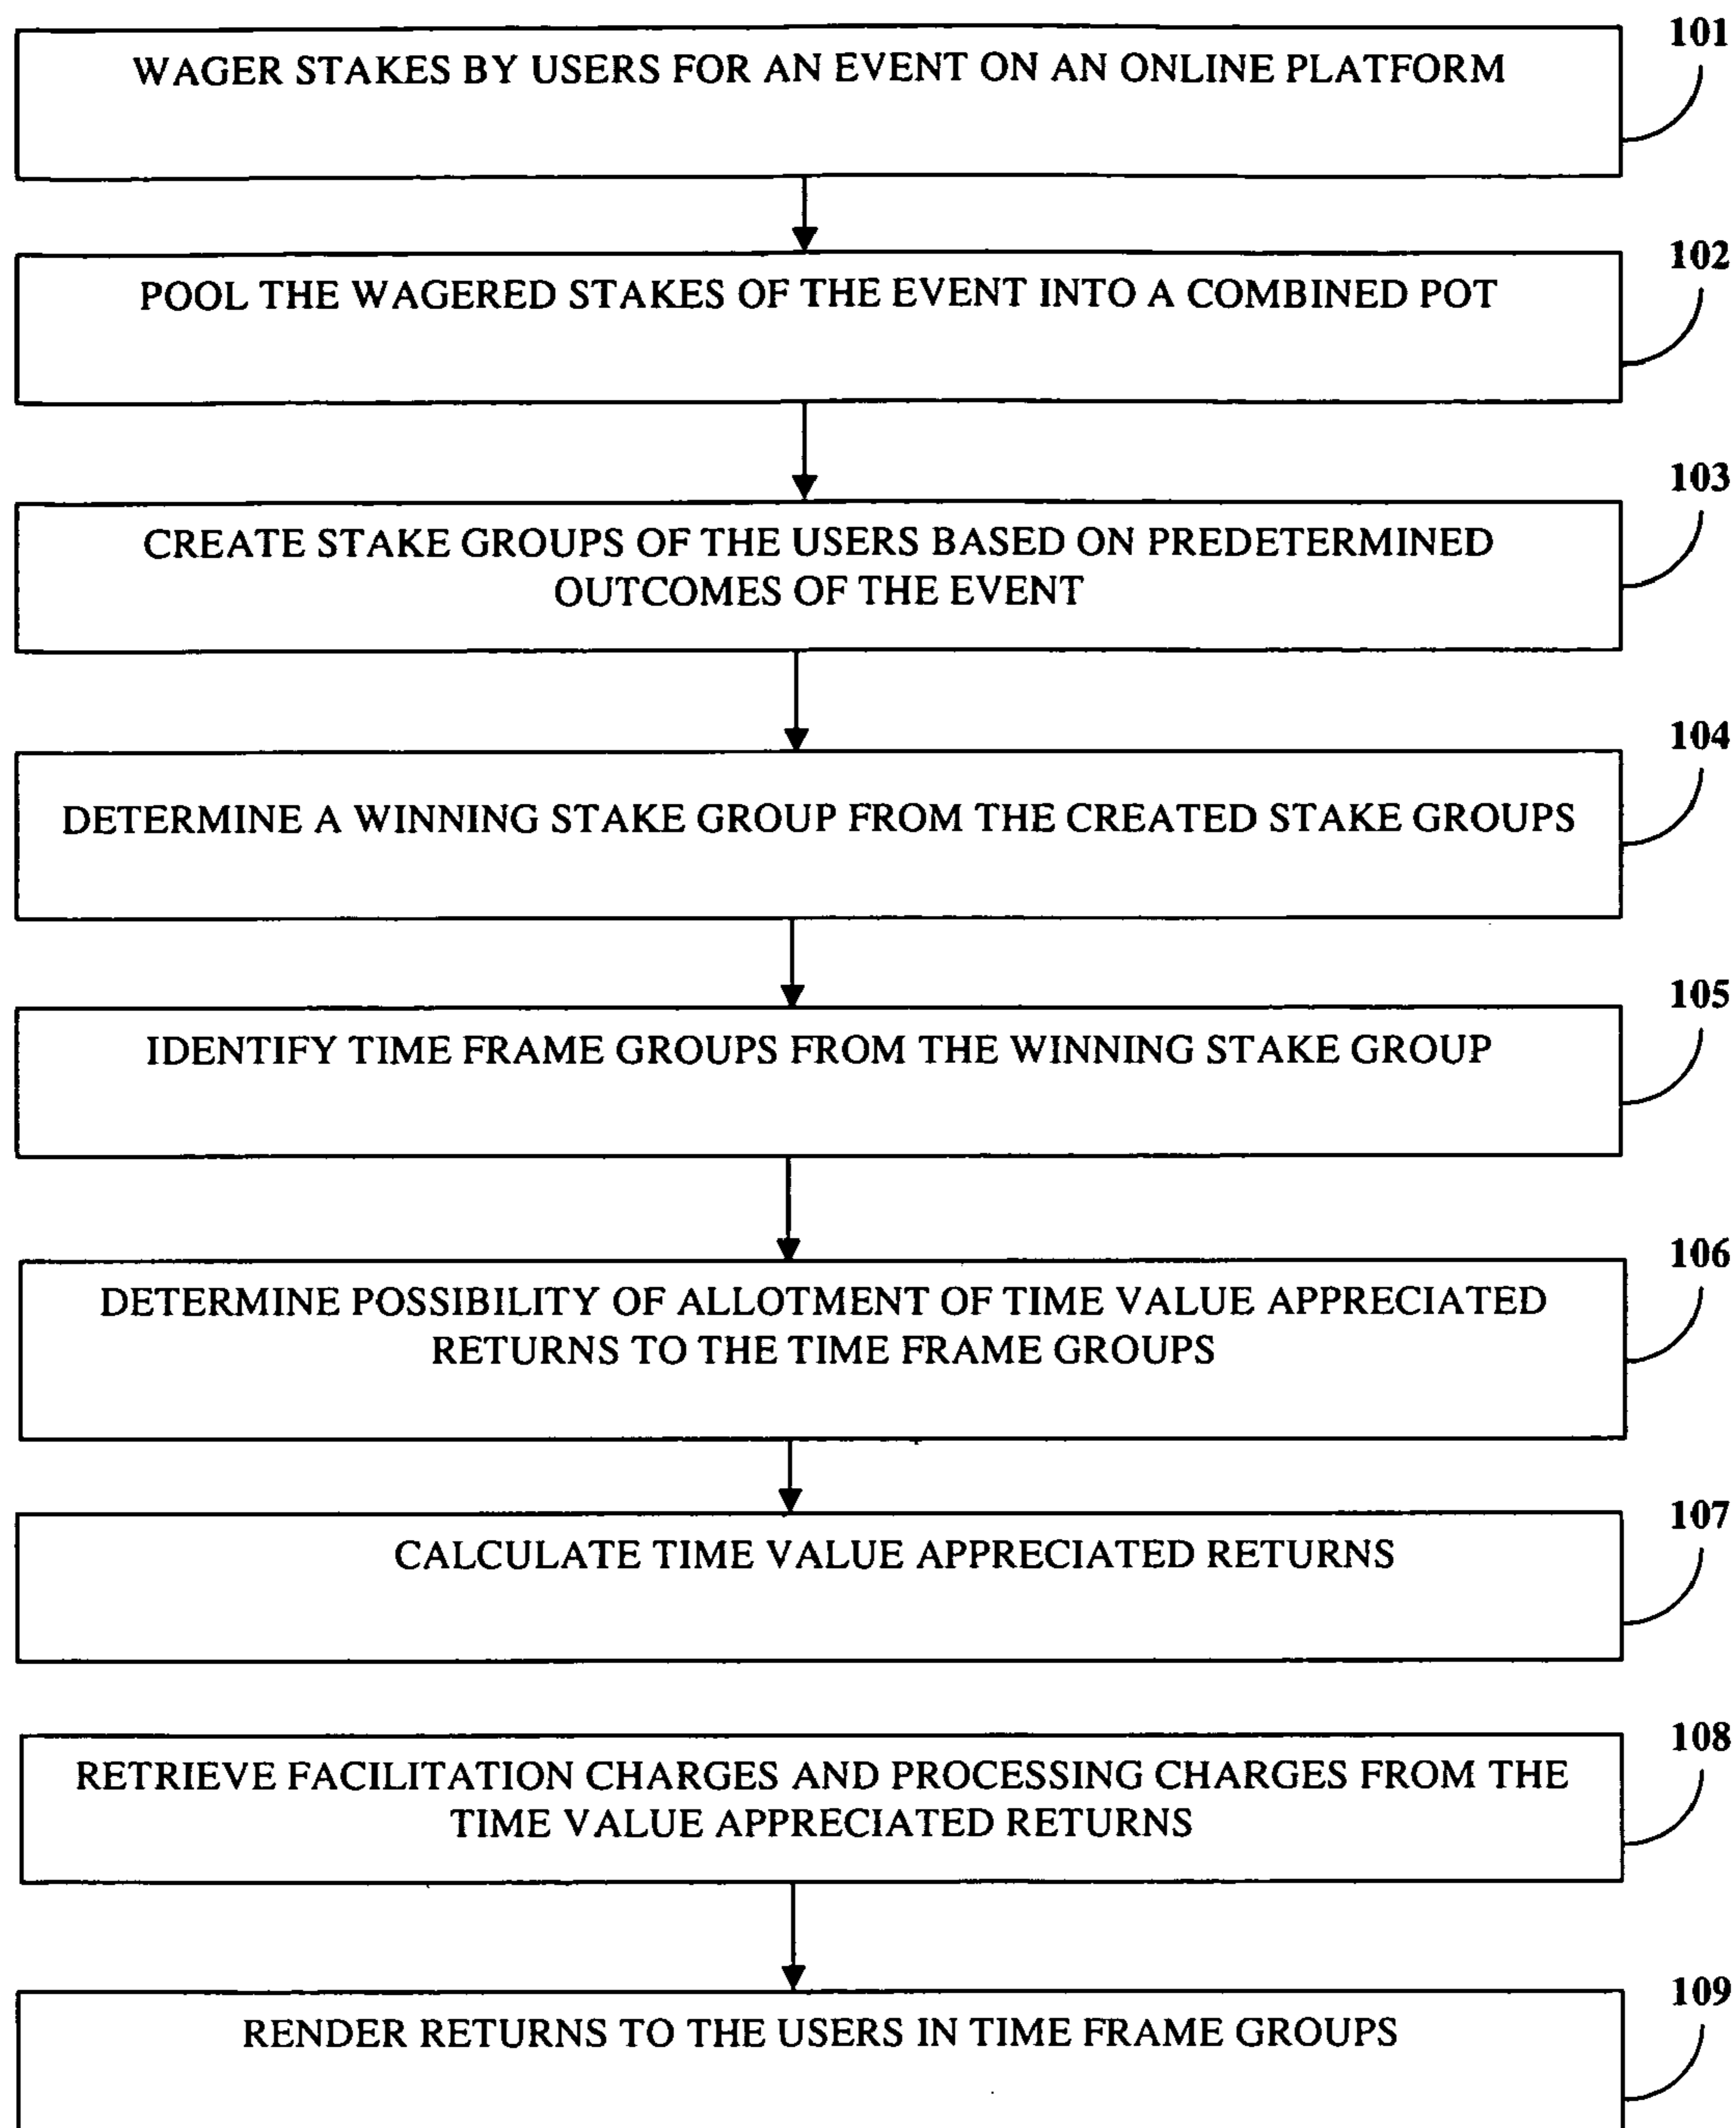 101
WAGER STAKES BY USERS FOR AN EVENT ON AN ONLINE PLATFORM
102
POOL THE WAGERED STAKES OF THE EVENT INTO A COMBINED POT
103
CREATE STAKE GROUPS OF THE USERS BASED ON PREDETERMINED
OUTCOMES OF THE EVENT
104
DETERMINE A WINNING STAKE GROUP FROM THE CREATED STAKE GROUPS
105
IDENTIFY TIME FRAME GROUPS FROM THE WINNING STAKE GROUP
106
DETERMINE POSSIBILITY OF ALLOTMENT OF TIME VALUE APPRECIATED
RETURNS TO THE TIME FRAME GROUPS
107
CALCULATE TIME VALUE APPRECIATED RETURNS
108
RETRIEVE FACILITATION CHARGES AND PROCESSING CHARGES FROM THE
TIME VALUE APPRECIATED RETURNS
109
RENDER RETURNS TO THE USERS IN TIME FRAME GROUPS